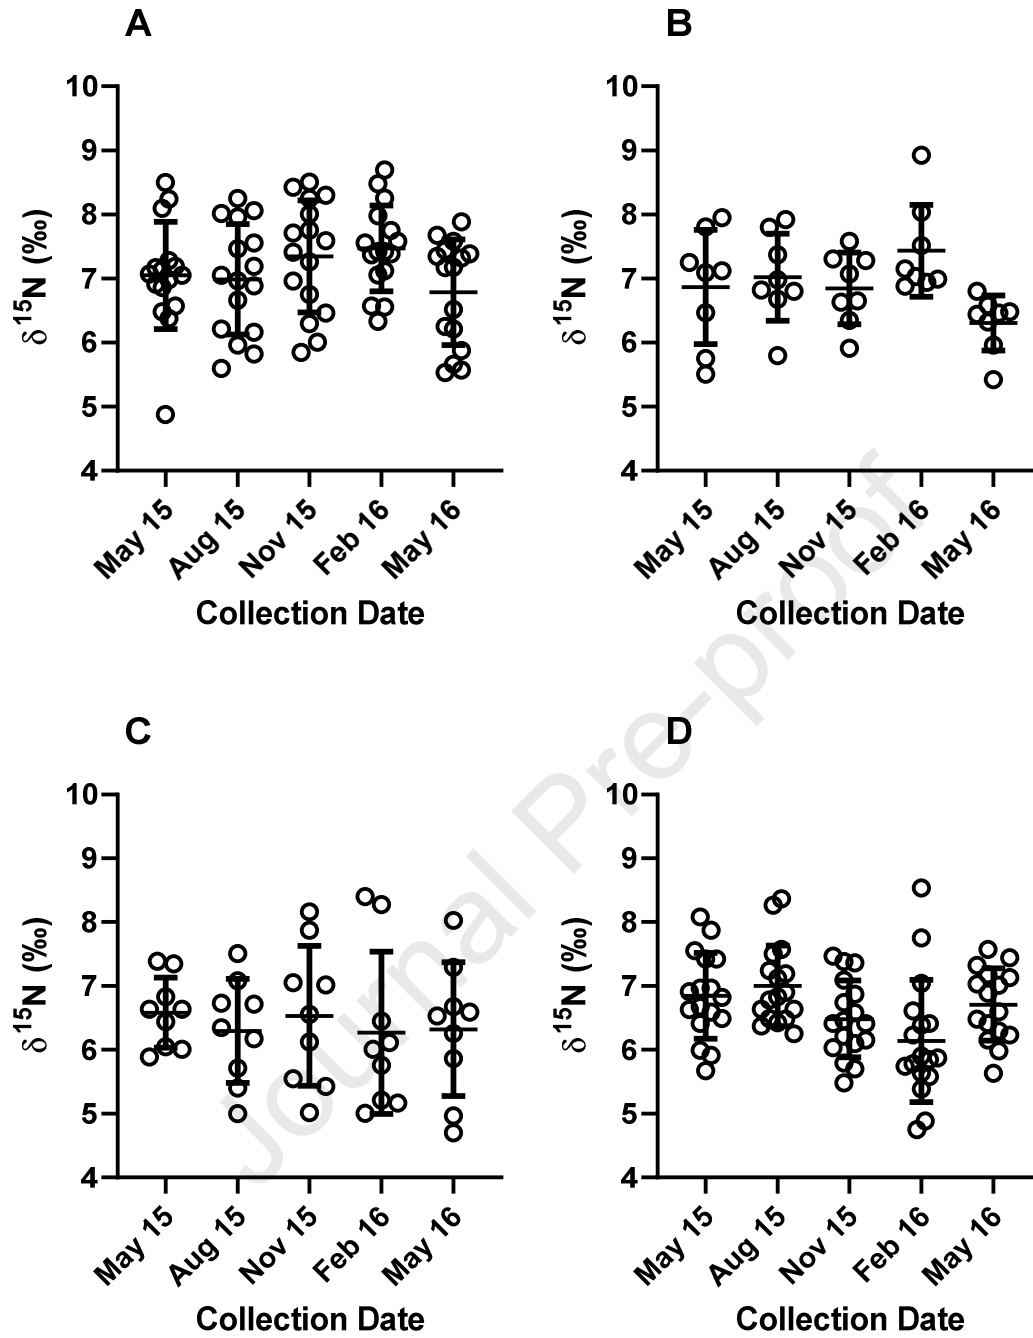 A
10
9
8
7
6
5
4
δ15N (‰)
May 15
Aug 15
Nov 15
Feb 16
May 16
Collection Date
B
10
9
8
7
6
5
4
δ15N (‰)
May 15
Aug 15
Nov 15
Feb 16
May 16
Collection Date
C
10
9
8
7
6
5
4
δ15N (‰)
May 15
Aug 15
Nov 15
Feb 16
May 16
Collection Date
D
10
9
8
7
6
5
4
δ15N (‰)
May 15
Aug 15
Nov 15
Feb 16
May 16
Collection Date
Journal Pre-proof